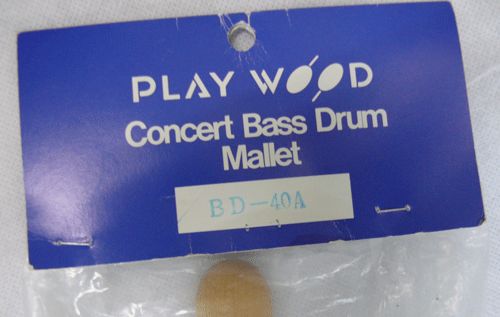 PLAY WOOD
Concert Bass Drum
Mallet
BD-40A